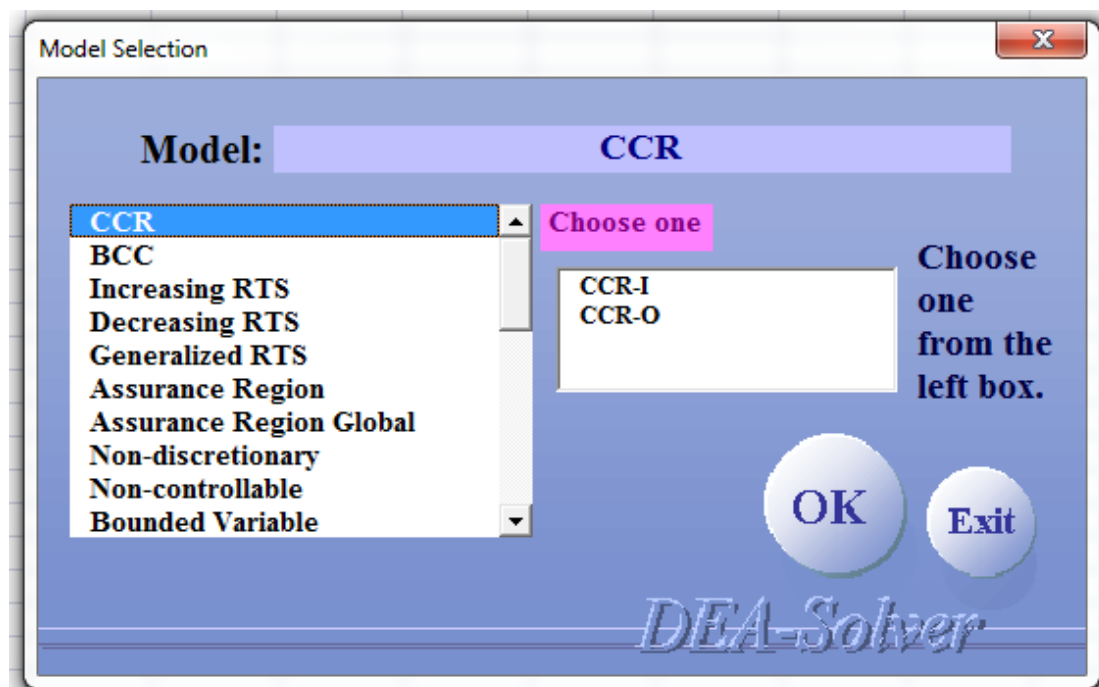 Model Selection
Model: CCR
CCR
BCC
Increasing RTS
Decreasing RTS
Generalized RTS
Assurance Region
Assurance Region Global
Non-discretionary
Non-controllable
Bounded Variable
Choose one
CCR-I
CCR-O
Choose
one
from the
left box.
OK
Exit
DEA-Solver